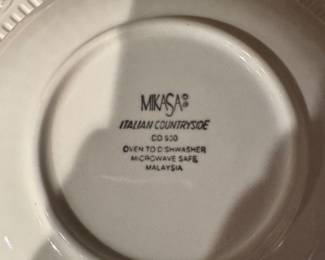 MIKASA
ITALIAN COUNTRYSIDE
DD 900
OVEN TO DISHWASHER
MICROWAVE SAFE
MALAYSIA